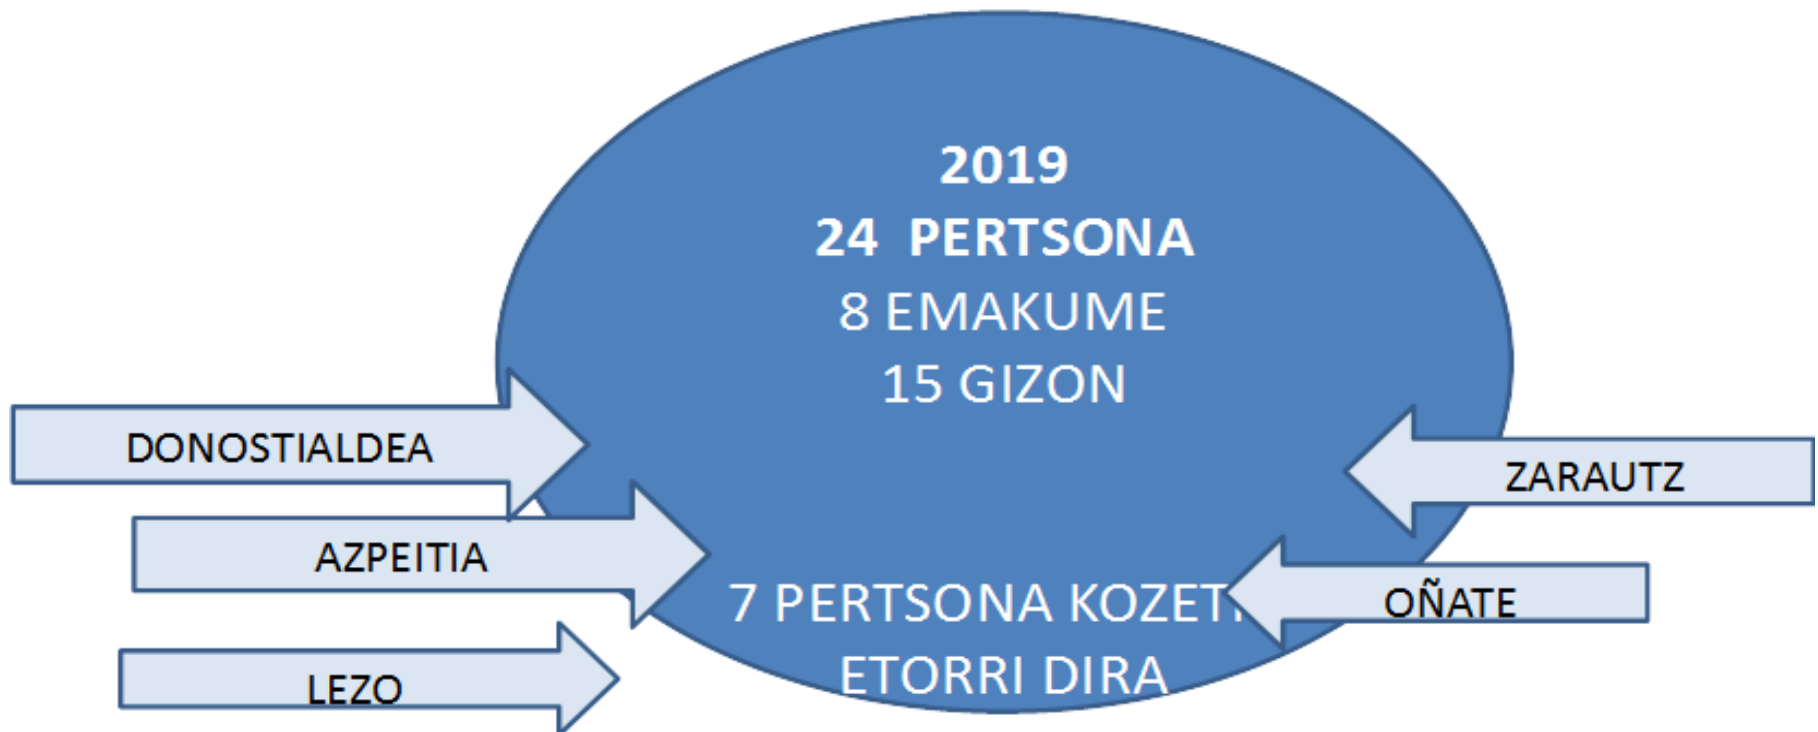 2019
24 PERTSONA
8 EMAKUME
15 GIZON
DONOSTIALDEA
ZARAUTZ
AZPEITIA
7 PERTSONA
OÑATE
ETORRI DIRA
LEZO